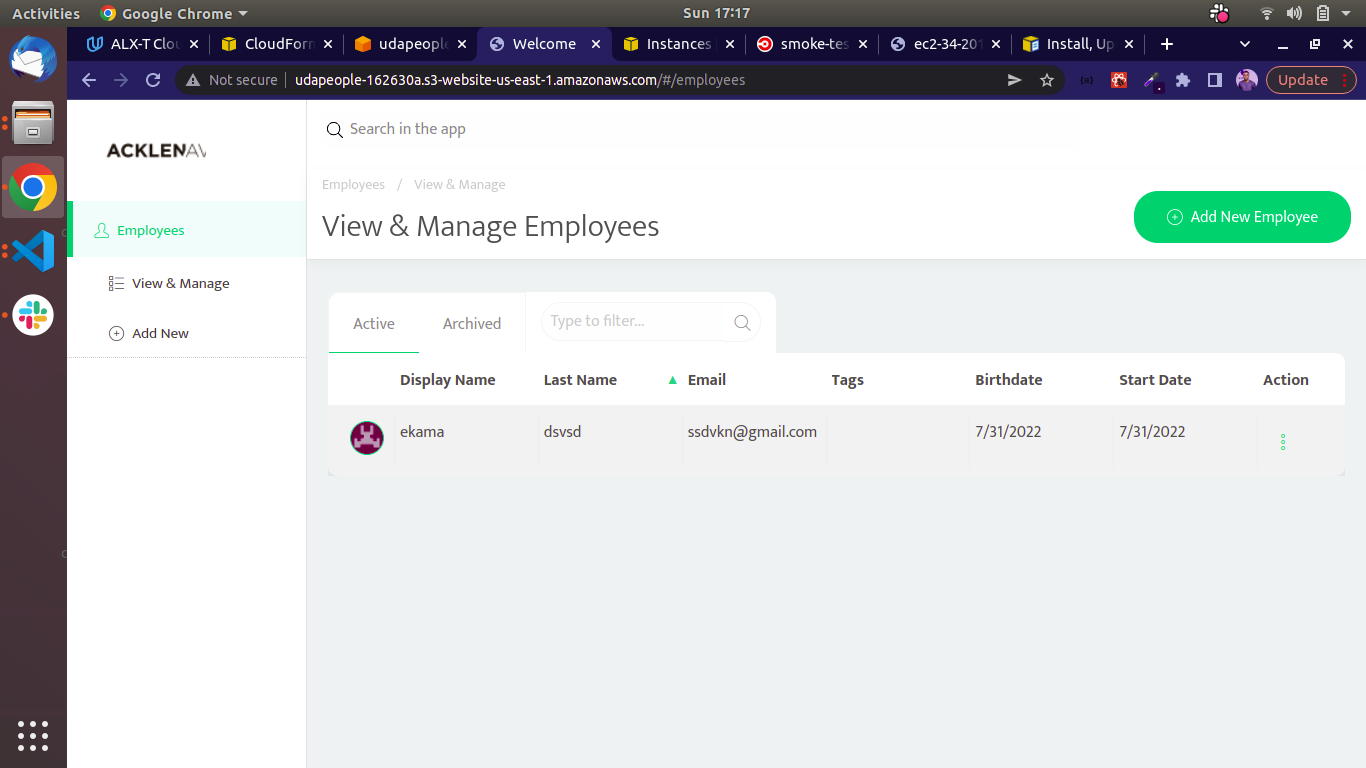 Activities Google Chrome Sun 17:17
ALX-T Clou CloudForm udapeople Welcome Instances smoke-tes ec2-34-201 Install, Up
Not secure udapeople-162630a.s3-website-us-east-1.amazonaws.com/#/employees Update
ACKLENAV
Search in the app
Employees / View & Manage
View & Manage Employees
Add New Employee
Employees
View & Manage
Add New
Active Archived Type to filter...
Display Name Last Name Email Tags Birthdate Start Date Action
ekama dsvsd ssdvkn@gmail.com 7/31/2022 7/31/2022